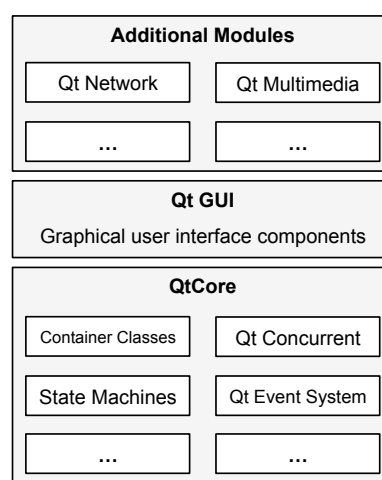 Additional Modules
Qt Network Qt Multimedia
... ...
Qt GUI
Graphical user interface components
QtCore
Container Classes Qt Concurrent
State Machines Qt Event System
... ...